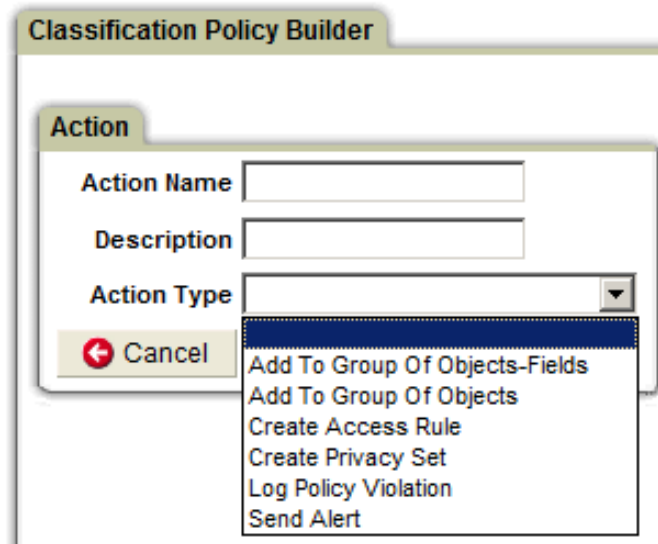 Classification Policy Builder
Action
Action Name
Description
Action Type
Cancel
Add To Group Of Objects-Fields
Add To Group Of Objects
Create Access Rule
Create Privacy Set
Log Policy Violation
Send Alert